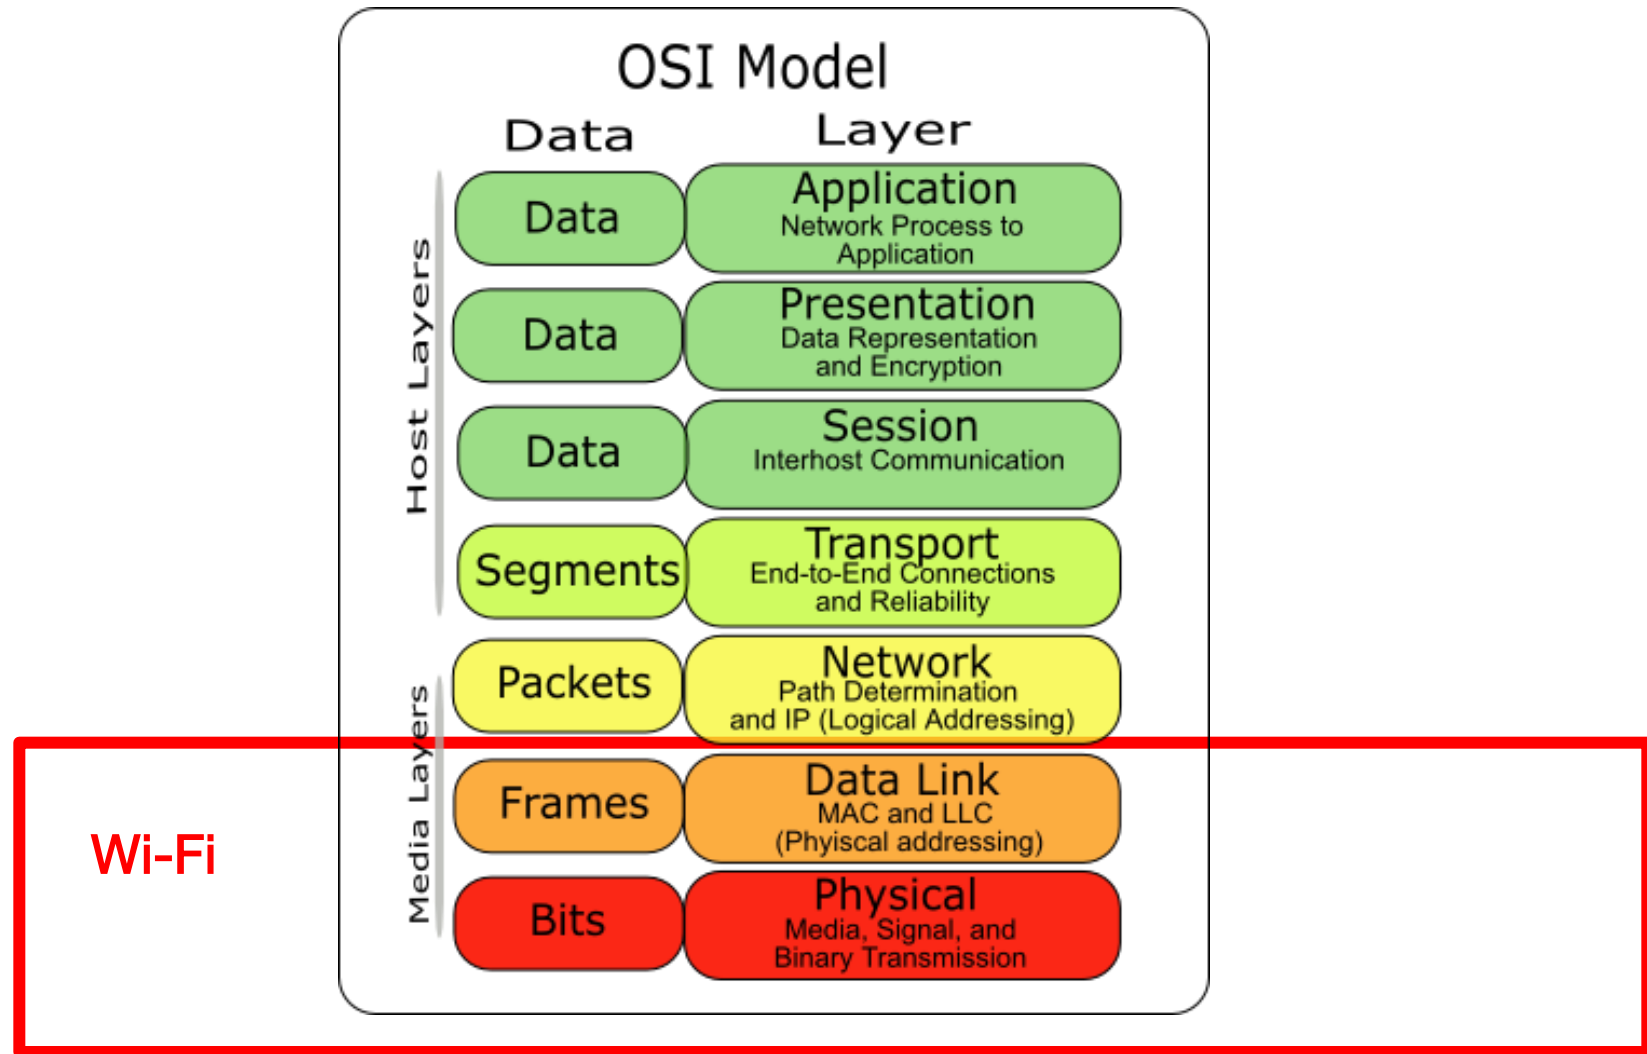 OSI Model
Data
Layer
Host Layers
Data
Application
Network Process to
Application
Data
Presentation
Data Representation
and Encryption
Data
Session
Interhost Communication
Segments
Transport
End-to-End Connections
and Reliability
Media Layers
Packets
Network
Path Determination
and IP (Logical Addressing)
Wi-Fi
Frames
Data Link
MAC and LLC
(Phyiscal addressing)
Bits
Physical
Media, Signal, and
Binary Transmission